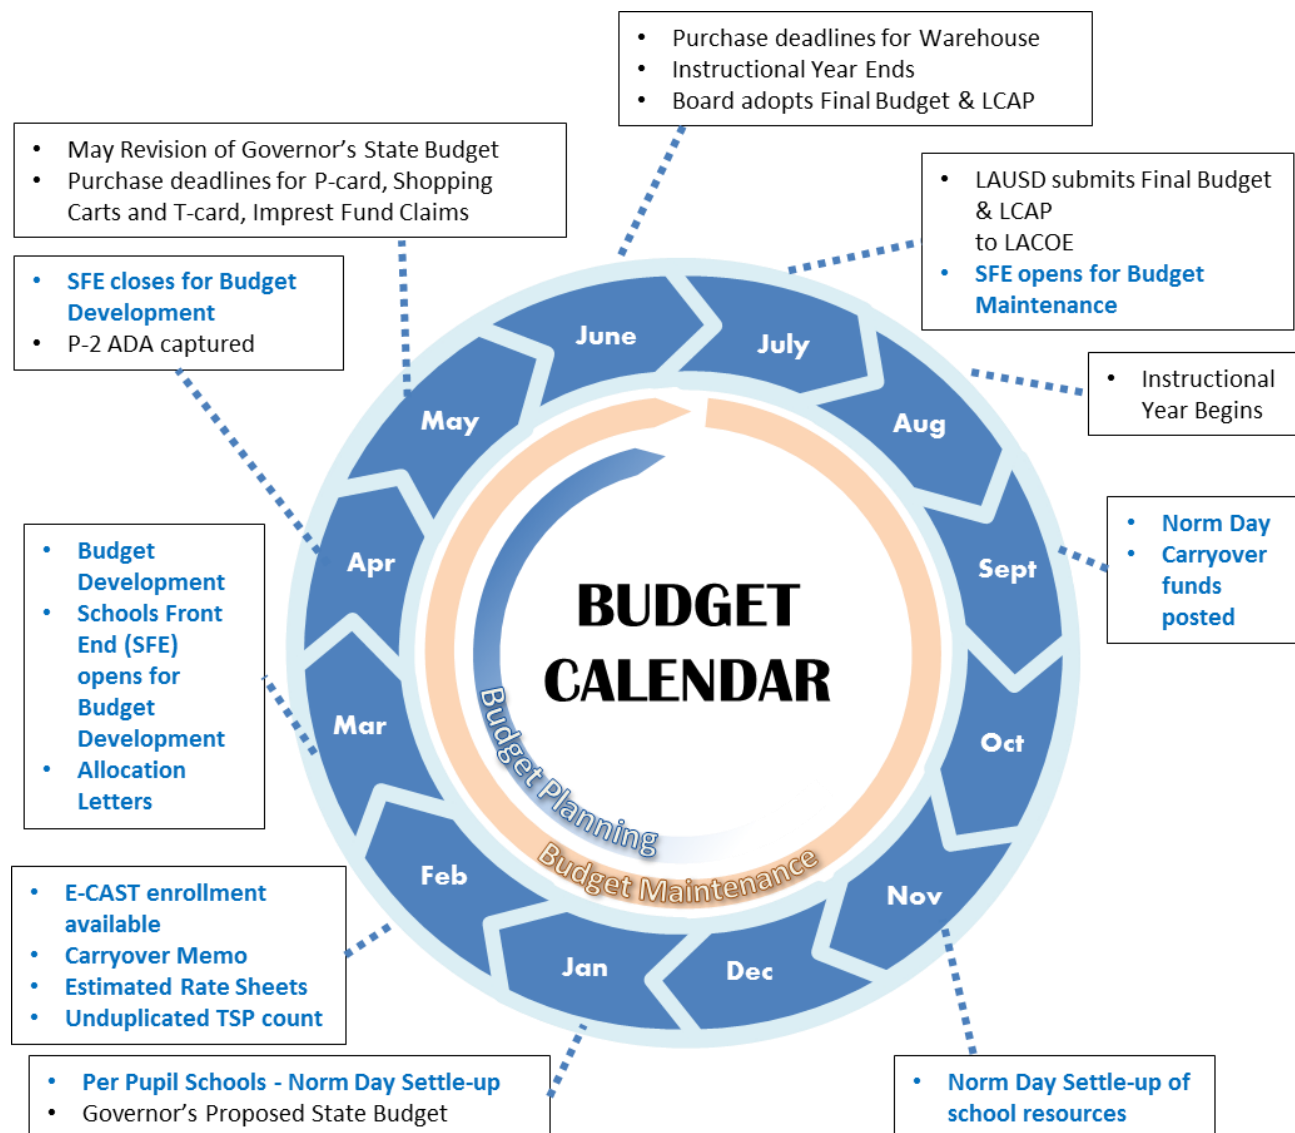 • Purchase deadlines for Warehouse
• Instructional Year Ends
• Board adopts Final Budget & LCAP
• May Revision of Governor's State Budget
• Purchase deadlines for P-card, Shopping
Carts and T-card, Imprest Fund Claims
• LAUSD submits Final Budget
& LCAP
to LACOE
• SFE opens for Budget
Maintenance
• SFE closes for Budget
Development
• P-2 ADA captured
• Instructional
Year Begins
June
July
May
Aug
Apr
Sept
Mar
Oct
Feb
Nov
Jan
Dec
BUDGET
CALENDAR
Budget Planning
Budget Maintenance
• Norm Day
• Carryover
funds
posted
• Budget
Development
• Schools Front
End (SFE)
opens for
Budget
Development
• Allocation
Letters
• E-CAST enrollment
available
• Carryover Memo
• Estimated Rate Sheets
• Unduplicated TSP count
• Per Pupil Schools - Norm Day Settle-up
• Governor's Proposed State Budget
• Norm Day Settle-up of
school resources